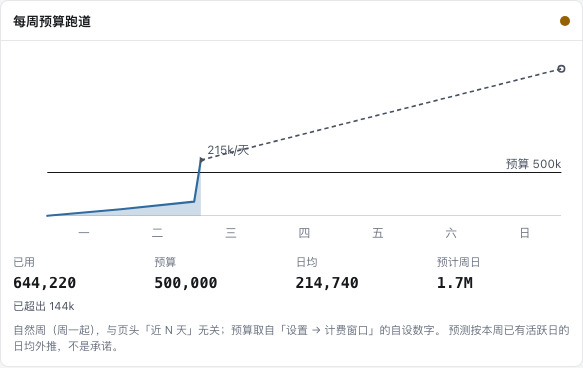 每周预算跑道
215k/天
预算 500k
一 二 三 四 五 六 日
已用 预算 日均 预计周日
644,220 500,000 214,740 1.7M
已超出 144k
自然周（周一起），与页头「近 N 天」无关；预算取自「设置 → 计费窗口」的自设数字。 预测按本周已有活跃日的
日均外推，不是承诺。